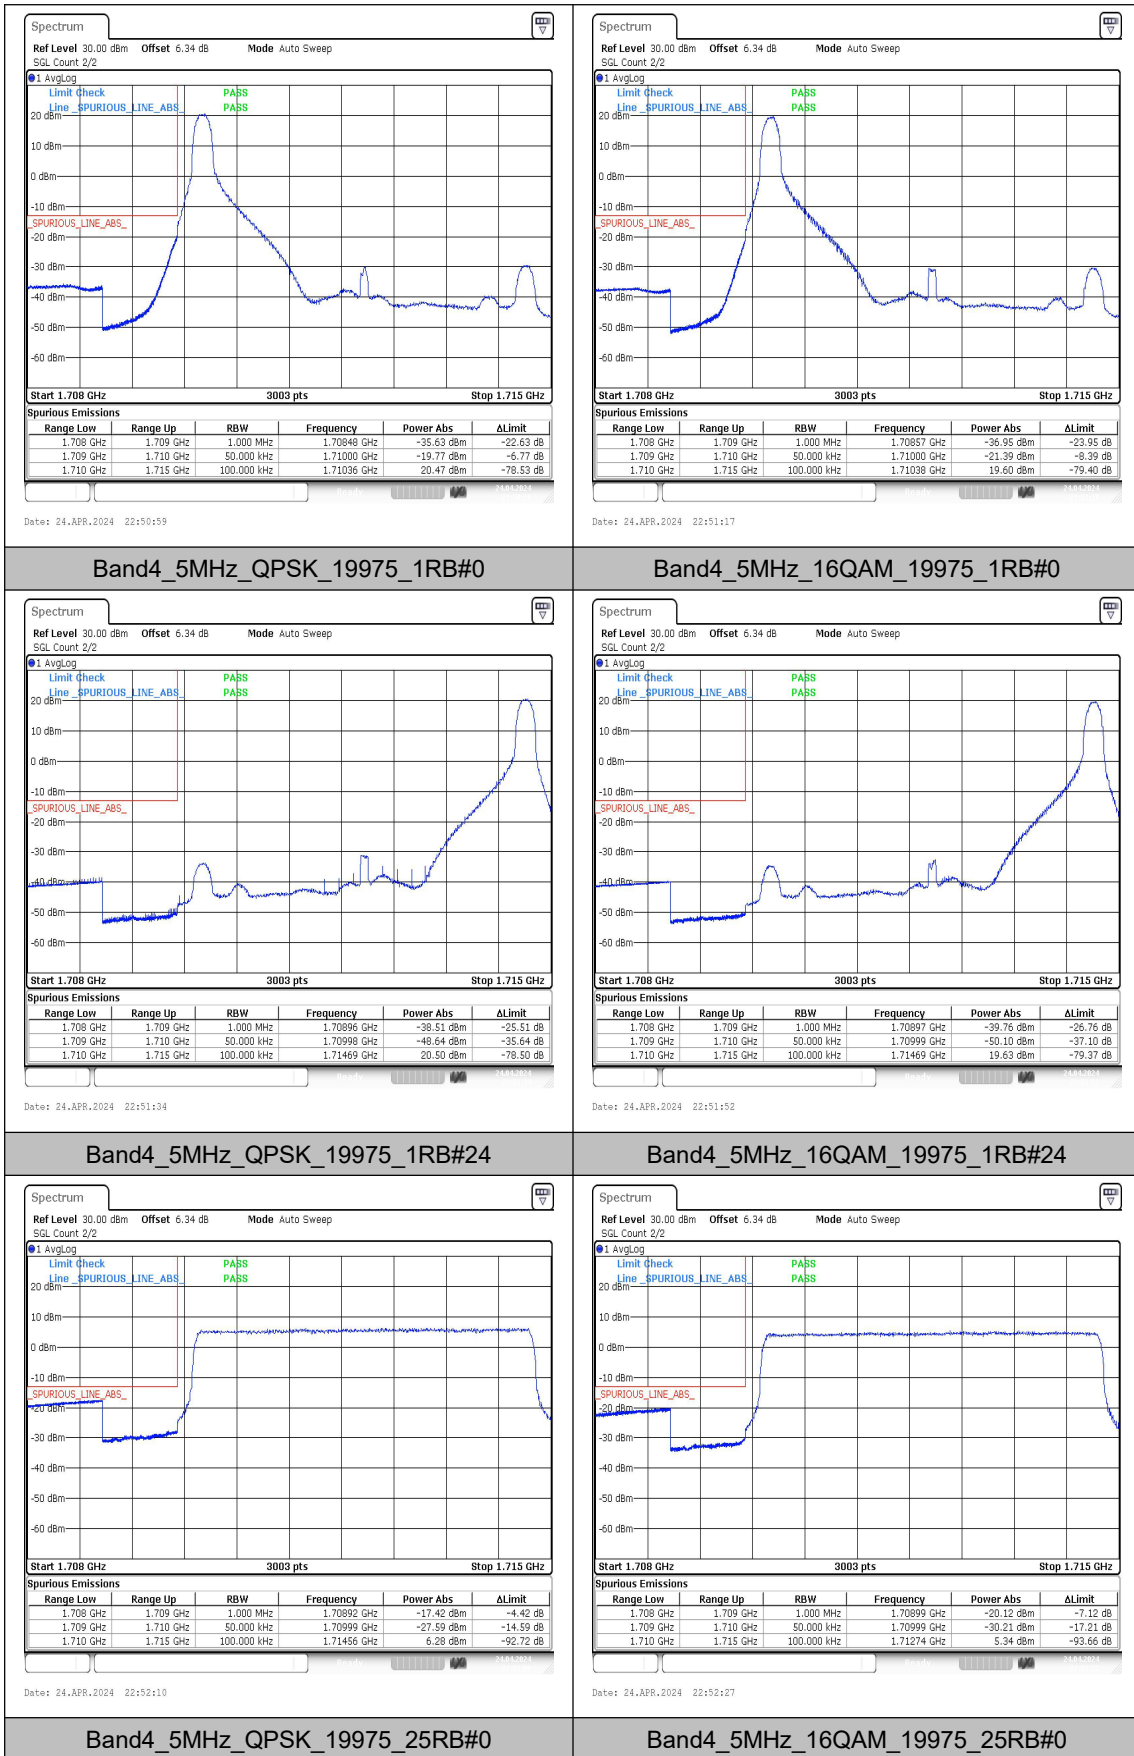 Spectrum
Ref Level 30.00 dBm Offset 6.34 dB Mode Auto Sweep
SGL Count 2/2
1 AvgLog
Limit Check PASS
Line _SPURIOUS_LINE_ABS_ PASS
20 dBm
10 dBm
0 dBm
-10 dBm
_SPURIOUS_LINE_ABS_
-20 dBm
-30 dBm
-40 dBm
-50 dBm
-60 dBm
Start 1.708 GHz 3003 pts Stop 1.715 GHz
Spurious Emissions
Range Low Range Up RBW Frequency Power Abs ΔLimit
1.708 GHz 1.709 GHz 1.000 MHz 1.70848 GHz -35.63 dBm -22.63 dB
1.709 GHz 1.710 GHz 50.000 kHz 1.71000 GHz -19.77 dBm -6.77 dB
1.710 GHz 1.715 GHz 100.000 kHz 1.71036 GHz 20.47 dBm -78.53 dB
Date: 24.APR.2024 22:50:59
Band4_5MHz_QPSK_19975_1RB#0
Spectrum
Ref Level 30.00 dBm Offset 6.34 dB Mode Auto Sweep
SGL Count 2/2
1 AvgLog
Limit Check PASS
Line _SPURIOUS_LINE_ABS_ PASS
20 dBm
10 dBm
0 dBm
-10 dBm
_SPURIOUS_LINE_ABS_
-20 dBm
-30 dBm
-40 dBm
-50 dBm
-60 dBm
Start 1.708 GHz 3003 pts Stop 1.715 GHz
Spurious Emissions
Range Low Range Up RBW Frequency Power Abs ΔLimit
1.708 GHz 1.709 GHz 1.000 MHz 1.70857 GHz -36.95 dBm -23.95 dB
1.709 GHz 1.710 GHz 50.000 kHz 1.71000 GHz -21.39 dBm -8.39 dB
1.710 GHz 1.715 GHz 100.000 kHz 1.71038 GHz 19.60 dBm -79.40 dB
Date: 24.APR.2024 22:51:17
Band4_5MHz_16QAM_19975_1RB#0
Spectrum
Ref Level 30.00 dBm Offset 6.34 dB Mode Auto Sweep
SGL Count 2/2
1 AvgLog
Limit Check PASS
Line _SPURIOUS_LINE_ABS_ PASS
20 dBm
10 dBm
0 dBm
-10 dBm
_SPURIOUS_LINE_ABS_
-20 dBm
-30 dBm
-40 dBm
-50 dBm
-60 dBm
Start 1.708 GHz 3003 pts Stop 1.715 GHz
Spurious Emissions
Range Low Range Up RBW Frequency Power Abs ΔLimit
1.708 GHz 1.709 GHz 1.000 MHz 1.70896 GHz -38.51 dBm -25.51 dB
1.709 GHz 1.710 GHz 50.000 kHz 1.70998 GHz -48.64 dBm -35.64 dB
1.710 GHz 1.715 GHz 100.000 kHz 1.71469 GHz 20.50 dBm -78.50 dB
Date: 24.APR.2024 22:51:34
Band4_5MHz_QPSK_19975_1RB#24
Spectrum
Ref Level 30.00 dBm Offset 6.34 dB Mode Auto Sweep
SGL Count 2/2
1 AvgLog
Limit Check PASS
Line _SPURIOUS_LINE_ABS_ PASS
20 dBm
10 dBm
0 dBm
-10 dBm
_SPURIOUS_LINE_ABS_
-20 dBm
-30 dBm
-40 dBm
-50 dBm
-60 dBm
Start 1.708 GHz 3003 pts Stop 1.715 GHz
Spurious Emissions
Range Low Range Up RBW Frequency Power Abs ΔLimit
1.708 GHz 1.709 GHz 1.000 MHz 1.70897 GHz -39.76 dBm -26.76 dB
1.709 GHz 1.710 GHz 50.000 kHz 1.70999 GHz -50.10 dBm -37.10 dB
1.710 GHz 1.715 GHz 100.000 kHz 1.71469 GHz 19.63 dBm -79.37 dB
Date: 24.APR.2024 22:51:52
Band4_5MHz_16QAM_19975_1RB#24
Spectrum
Ref Level 30.00 dBm Offset 6.34 dB Mode Auto Sweep
SGL Count 2/2
1 AvgLog
Limit Check PASS
Line _SPURIOUS_LINE_ABS_ PASS
20 dBm
10 dBm
0 dBm
-10 dBm
_SPURIOUS_LINE_ABS_
-20 dBm
-30 dBm
-40 dBm
-50 dBm
-60 dBm
Start 1.708 GHz 3003 pts Stop 1.715 GHz
Spurious Emissions
Range Low Range Up RBW Frequency Power Abs ΔLimit
1.708 GHz 1.709 GHz 1.000 MHz 1.70892 GHz -17.42 dBm -4.42 dB
1.709 GHz 1.710 GHz 50.000 kHz 1.70999 GHz -27.59 dBm -14.59 dB
1.710 GHz 1.715 GHz 100.000 kHz 1.71456 GHz 6.28 dBm -92.72 dB
Date: 24.APR.2024 22:52:10
Band4_5MHz_QPSK_19975_25RB#0
Spectrum
Ref Level 30.00 dBm Offset 6.34 dB Mode Auto Sweep
SGL Count 2/2
1 AvgLog
Limit Check PASS
Line _SPURIOUS_LINE_ABS_ PASS
20 dBm
10 dBm
0 dBm
-10 dBm
_SPURIOUS_LINE_ABS_
-20 dBm
-30 dBm
-40 dBm
-50 dBm
-60 dBm
Start 1.708 GHz 3003 pts Stop 1.715 GHz
Spurious Emissions
Range Low Range Up RBW Frequency Power Abs ΔLimit
1.708 GHz 1.709 GHz 1.000 MHz 1.70899 GHz -20.12 dBm -7.12 dB
1.709 GHz 1.710 GHz 50.000 kHz 1.70999 GHz -30.21 dBm -17.21 dB
1.710 GHz 1.715 GHz 100.000 kHz 1.71274 GHz 5.34 dBm -93.66 dB
Date: 24.APR.2024 22:52:27
Band4_5MHz_16QAM_19975_25RB#0